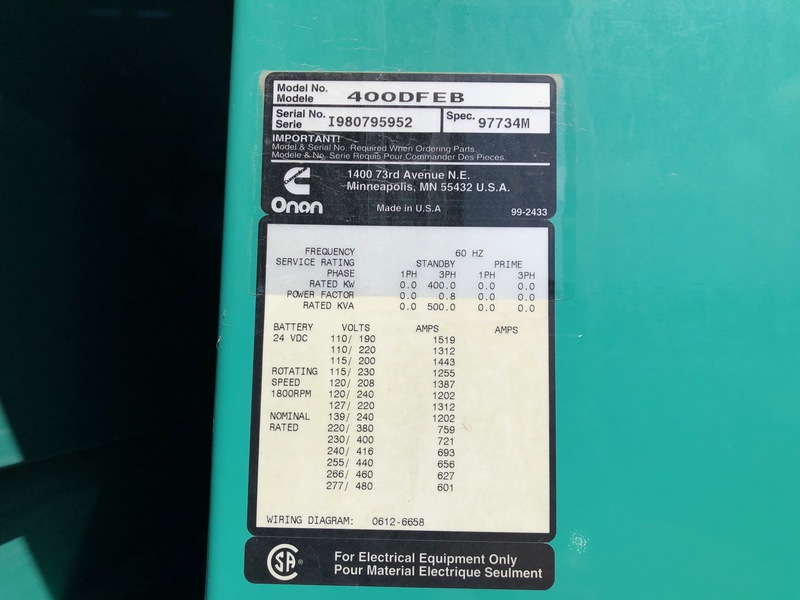 Model No.
Modele 400DFEB
Serial No.
Serie I980795952 Spec. 97734M
IMPORTANT!
Model & Serial No. Required When Ordering Parts.
Modele & No. Serie Requis Pour Commander Des Pieces.
1400 73rd Avenue N.E.
Minneapolis, MN 55432 U.S.A.
Onan Made in U.S.A 99-2433
FREQUENCY 60 HZ
SERVICE RATING STANDBY PRIME
PHASE 1PH 3PH 1PH 3PH
RATED KW 0.0 400.0 0.0 0.0
POWER FACTOR 0.0 0.8 0.0 0.0
RATED KVA 0.0 500.0 0.0 0.0
BATTERY VOLTS AMPS AMPS
24 VDC 110/ 190 1519
110/ 220 1312
115/ 200 1443
ROTATING 115/ 230 1255
SPEED 120/ 208 1387
1800RPM 120/ 240 1202
127/ 220 1312
NOMINAL 139/ 240 1202
RATED 220/ 380 759
230/ 400 721
240/ 416 693
255/ 440 656
266/ 460 627
277/ 480 601
WIRING DIAGRAM: 0612-6658
SA ® For Electrical Equipment Only
Pour Material Electrique Seulment